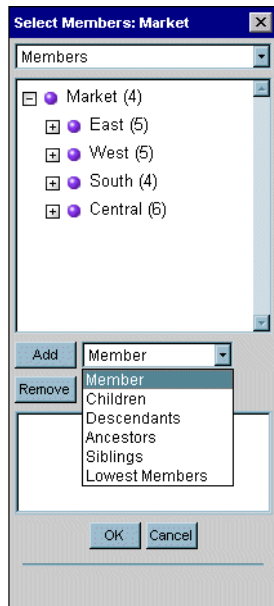 Select Members: Market
Members
Market (4)
East (5)
West (5)
South (4)
Central (6)
Add Member
Member
Remove
Children
Descendants
Ancestors
Siblings
Lowest Members
OK Cancel